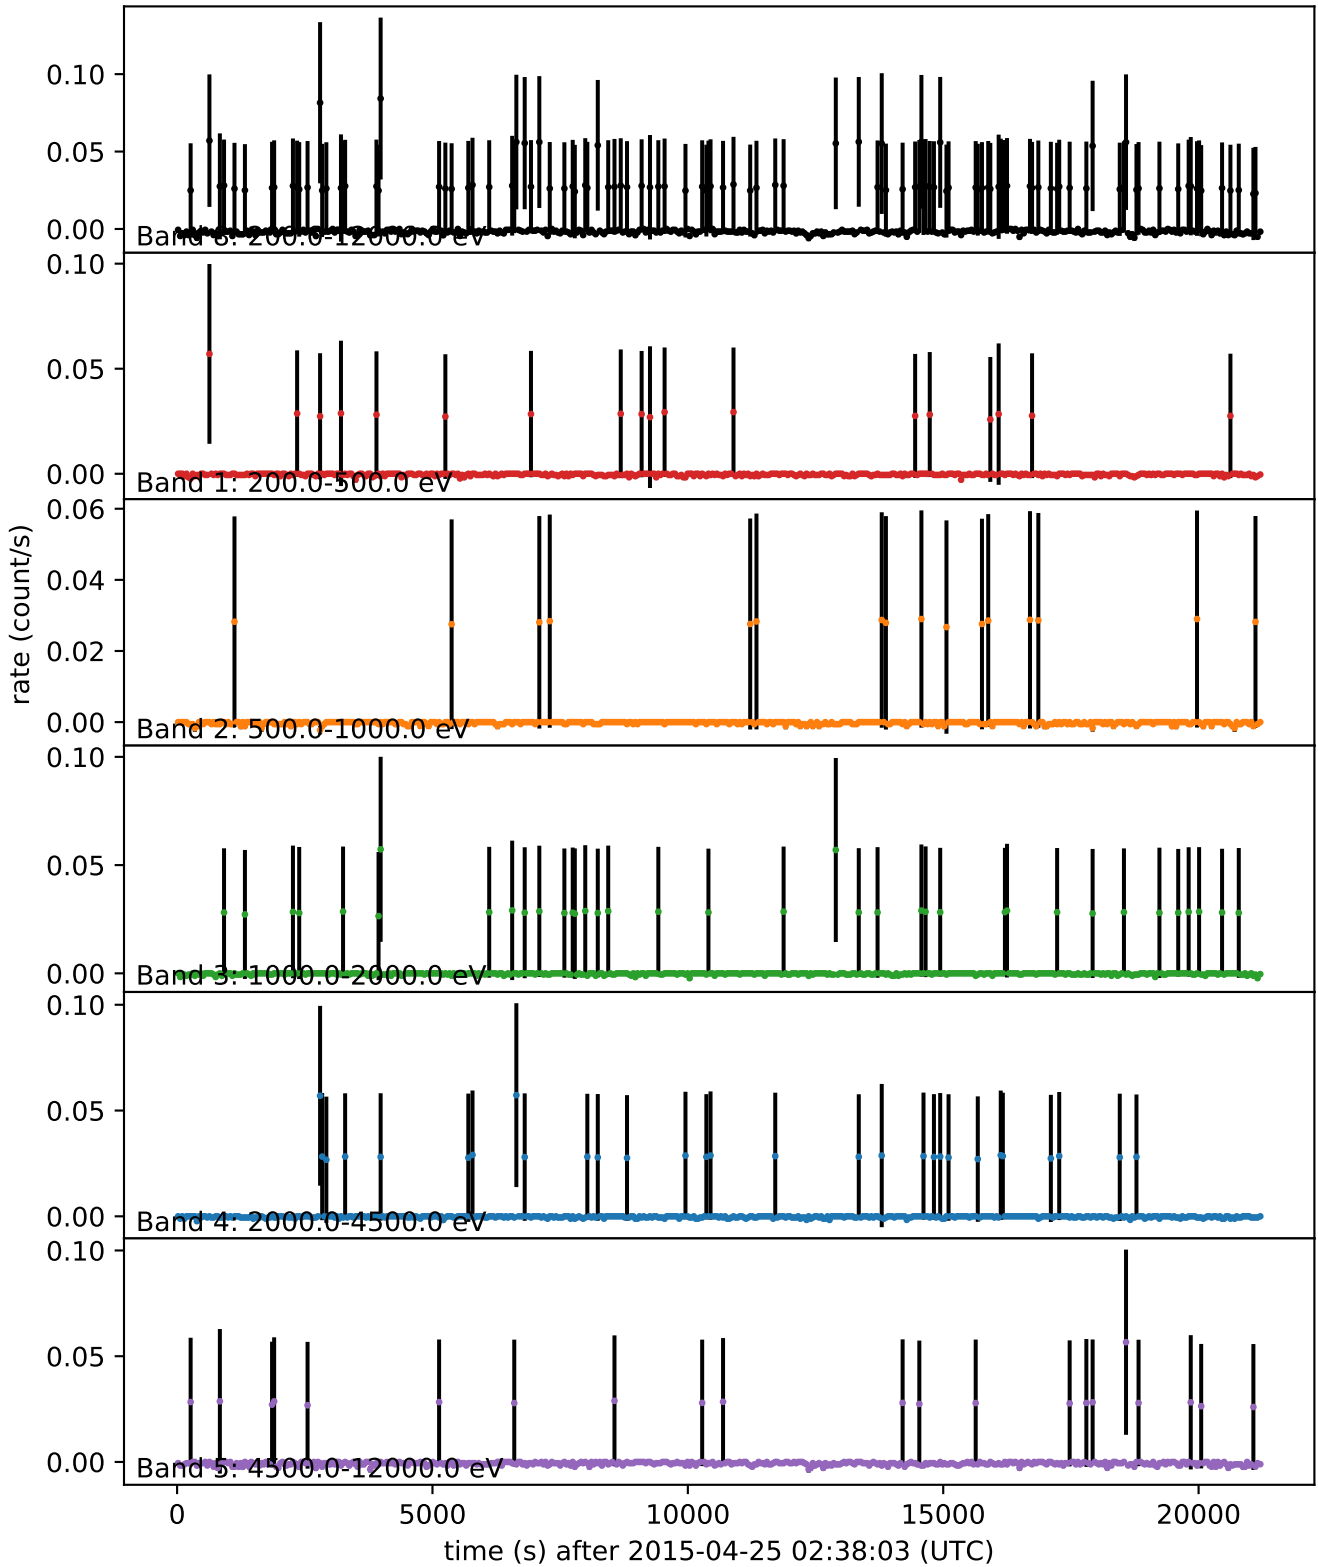 0.10
0.05
0.00
Band 8: 200.0-12000.0 eV
0.10
0.05
0.00
Band 1: 200.0-500.0 eV
0.06
0.04
0.02
0.00
Band 2: 500.0-1000.0 eV
rate (count/s)
0.10
0.05
0.00
Band 3: 1000.0-2000.0 eV
0.10
0.05
0.00
Band 4: 2000.0-4500.0 eV
0.10
0.05
0.00
Band 5: 4500.0-12000.0 eV
0 5000 10000 15000 20000
time (s) after 2015-04-25 02:38:03 (UTC)